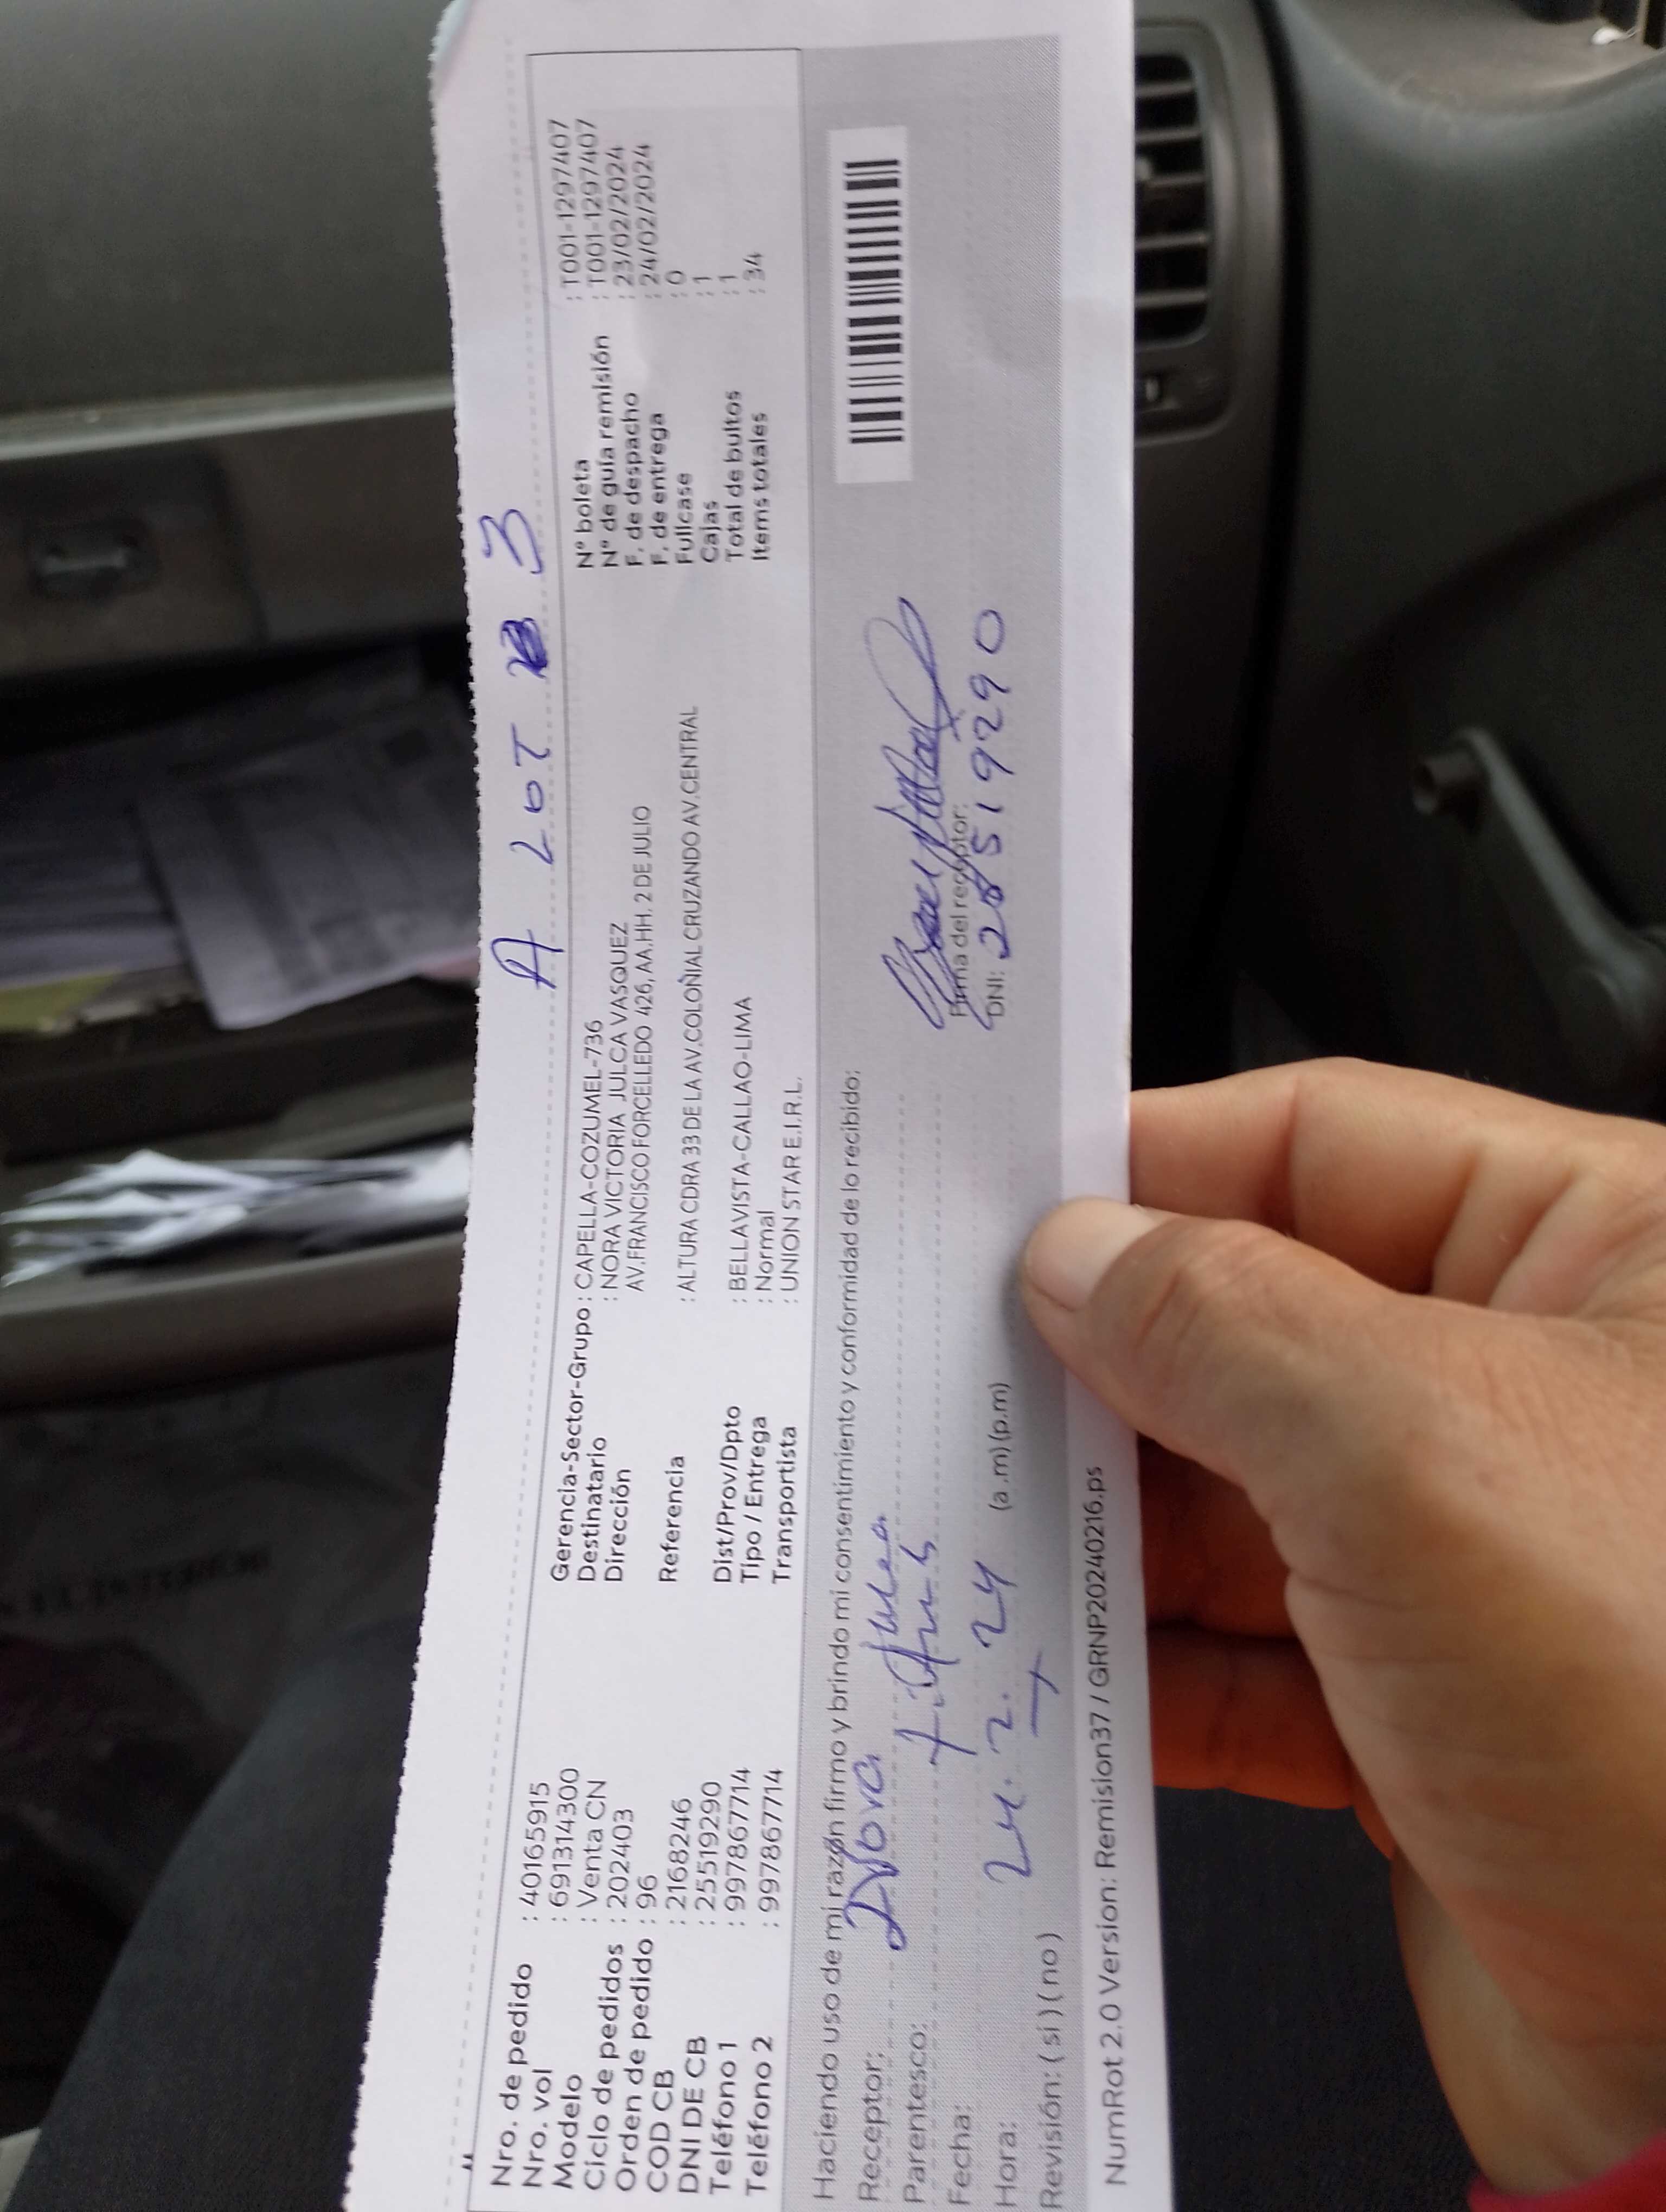 A LOT 3
Nro. de pedido : 40165915
Nro. vol : 691314300
Modelo : Venta CN
Ciclo de pedidos : 202403
Orden de pedido : 96
COD CB : 2168246
DNI DE CB : 25519290
Teléfono 1 : 997867714
Teléfono 2 : 997867714
Gerencia-Sector-Grupo : CAPELLA-COZUMEL-736
Destinatario : NORA VICTORIA JULCA VASQUEZ
Dirección AV.FRANCISCO FORCELLEDO 426, AA.HH. 2 DE JULIO
Referencia : ALTURA CDRA 33 DE LA AV.COLOÑIAL CRUZANDO AV.CENTRAL
Dist/Prov/Dpto : BELLAVISTA-CALLAO-LIMA
Tipo / Entrega : Normal
Transportista : UNION STAR E.I.R.L.
N° boleta : T001-1297407
N° de guía remisión : T001-1297407
F. de despacho : 23/02/2024
F. de entrega : 24/02/2024
Fullcase : 0
Cajas : 1
Total de bultos : 1
Items totales : 34
Haciendo uso de mi razón firmo y brindo mi consentimiento y conformidad de lo recibido:
Receptor: Nora Julca
Parentesco:
Fecha: 24. 2. 24
Hora: (a.m) (p.m)
Revisión: ( si ) ( no )
Firma del receptor:
DNI: 25519290
NumRot 2.0 Version: Remision37 / GRNP20240216.ps